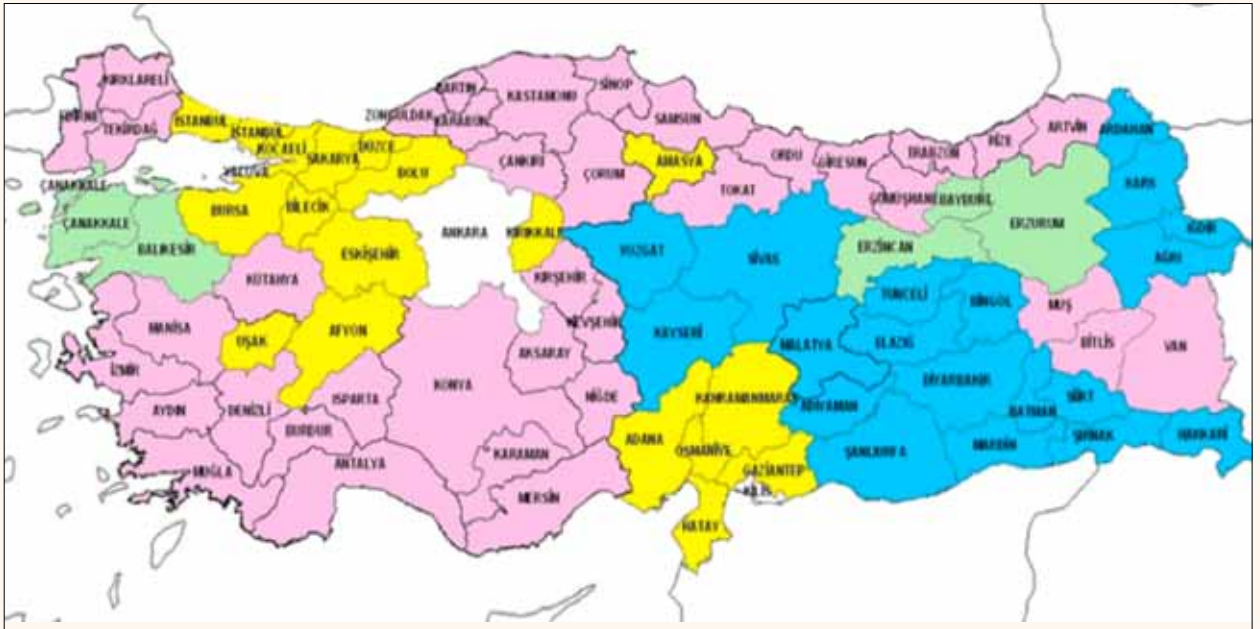 KIRKLARELİ
EDİRNE
TEKİRDAĞ
İSTANBUL
İSTANBUL
KOCAELİ
YALOVA
SAKARYA
DÜZCE
BOLU
ZONGULDAK
BARTIN
KARABÜK
KASTAMONU
SİNOP
SAMSUN
ÇANKIRI
ÇORUM
AMASYA
TOKAT
ORDU
GİRESUN
TRABZON
RİZE
ARTVİN
ARDAHAN
GÜMÜŞHANE
BAYBURT
ERZURUM
KARS
IĞDIR
AĞRI
ERZİNCAN
ÇANAKKALE
ÇANAKKALE
BALIKESİR
BURSA
BİLECİK
ESKİŞEHİR
ANKARA
KIRIKKALE
YOZGAT
SİVAS
KÜTAHYA
KIRŞEHİR
NEVŞEHİR
KAYSERİ
MALATYA
TUNCELİ
BİNGÖL
ELAZIĞ
MUŞ
BİTLİS
VAN
MANİSA
UŞAK
AFYON
İZMİR
AYDIN
DENİZLİ
ISPARTA
BURDUR
KONYA
AKSARAY
NİĞDE
KARAMAN
MUĞLA
ANTALYA
MERSİN
ADANA
KAHRAMANMARAŞ
OSMANİYE
GAZİANTEP
KİLİS
HATAY
ADIYAMAN
ŞANLIURFA
DİYARBAKIR
BATMAN
SİİRT
MARDİN
ŞIRNAK
HAKKARİ